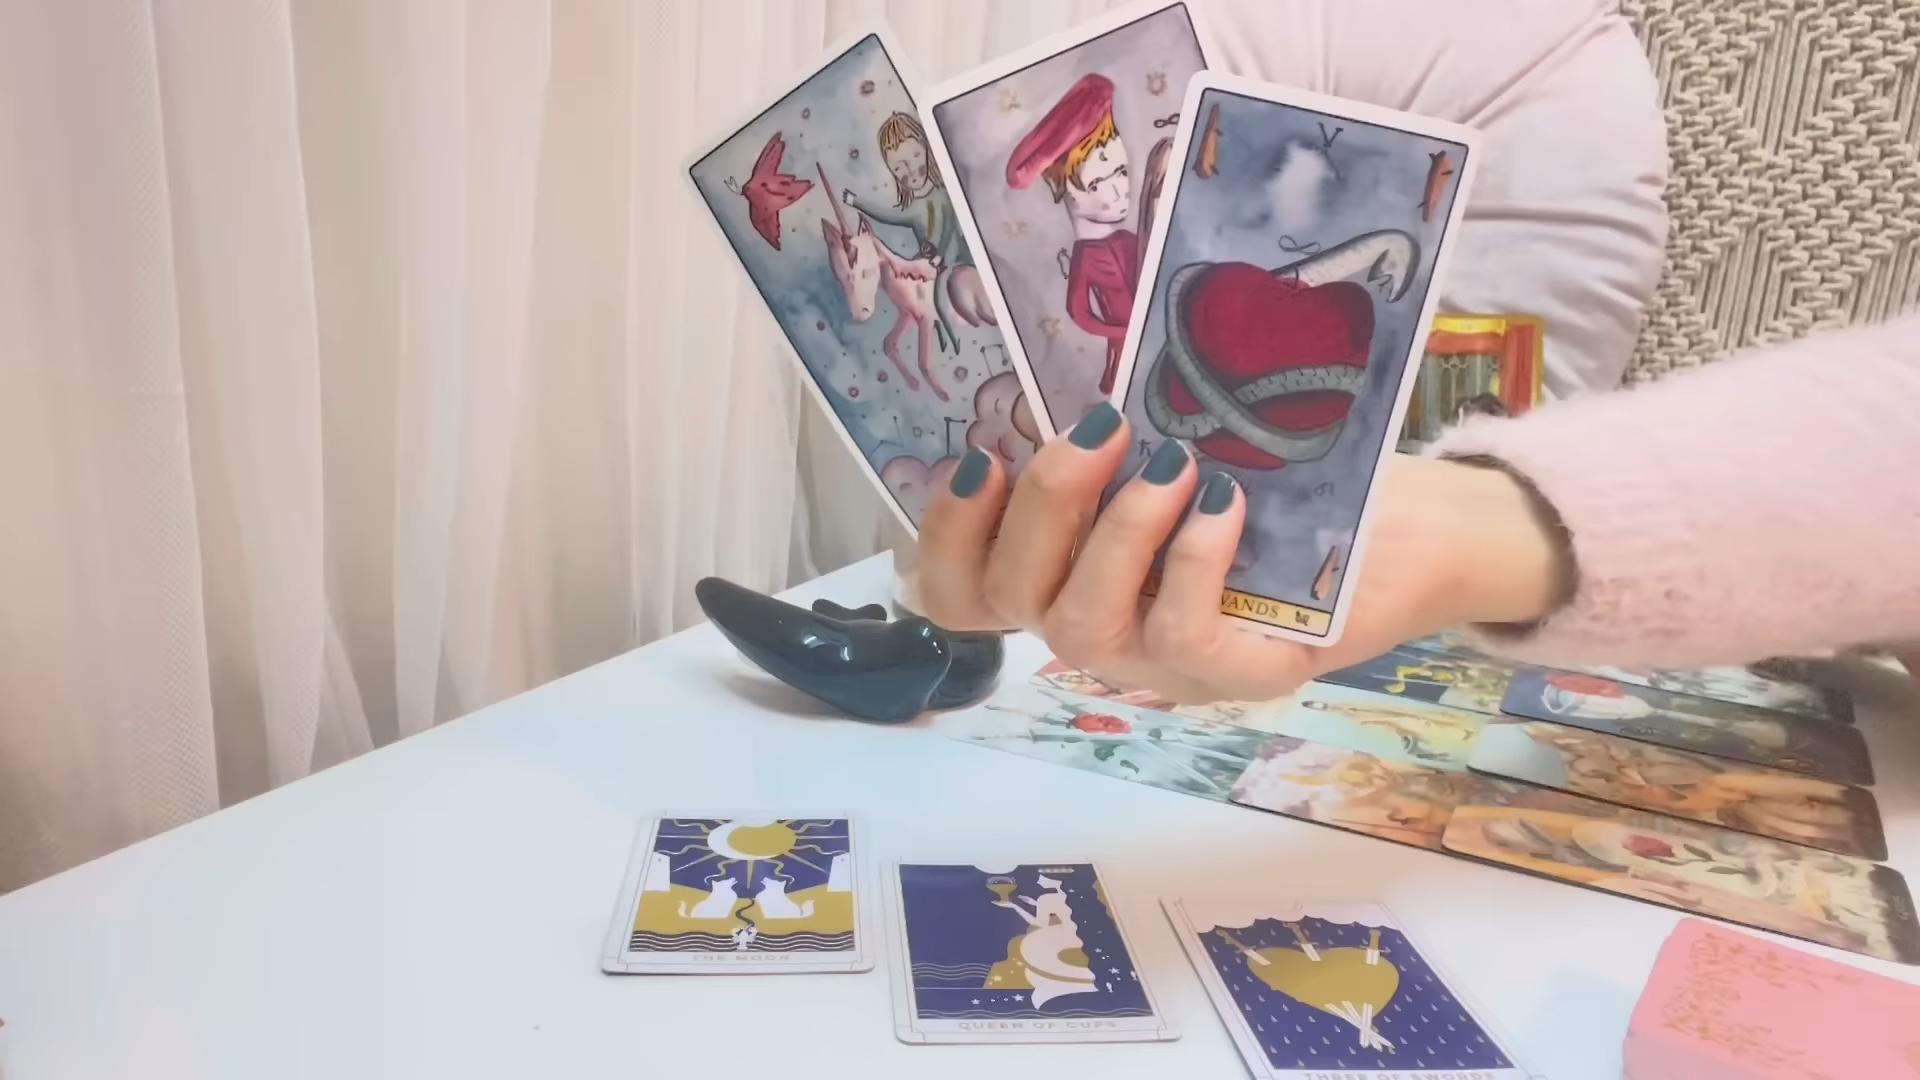 V
WANDS
THE MOON
QUEEN OF CUPS
THREE OF SWORDS